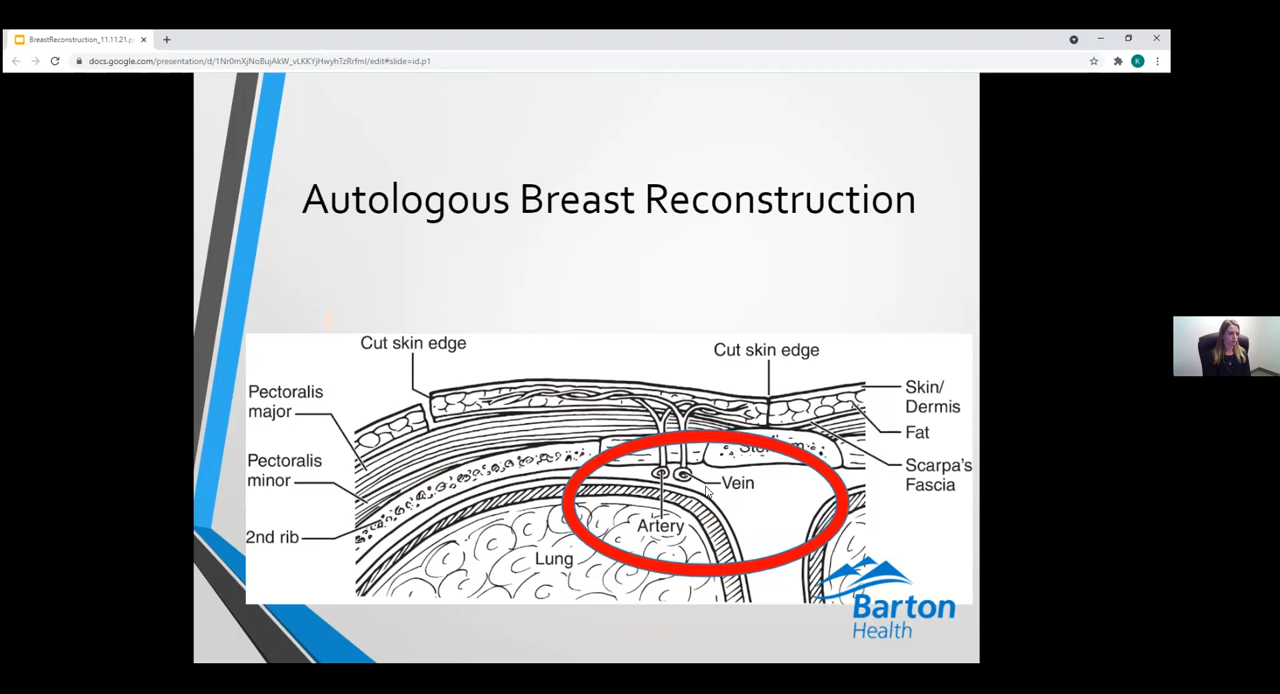 BreastReconstruction_11.11.21.p
docs.google.com/presentation/d/1Nr0mXjNoBujAkW_vLKKYjHwyhTzRrfmI/edit#slide=id.p1
K
Autologous Breast Reconstruction
Cut skin edge
Cut skin edge
Pectoralis
major
Skin/
Dermis
Fat
Pectoralis
minor
Scarpa's
Fascia
Vein
Artery
2nd rib
Lung
Barton
Health